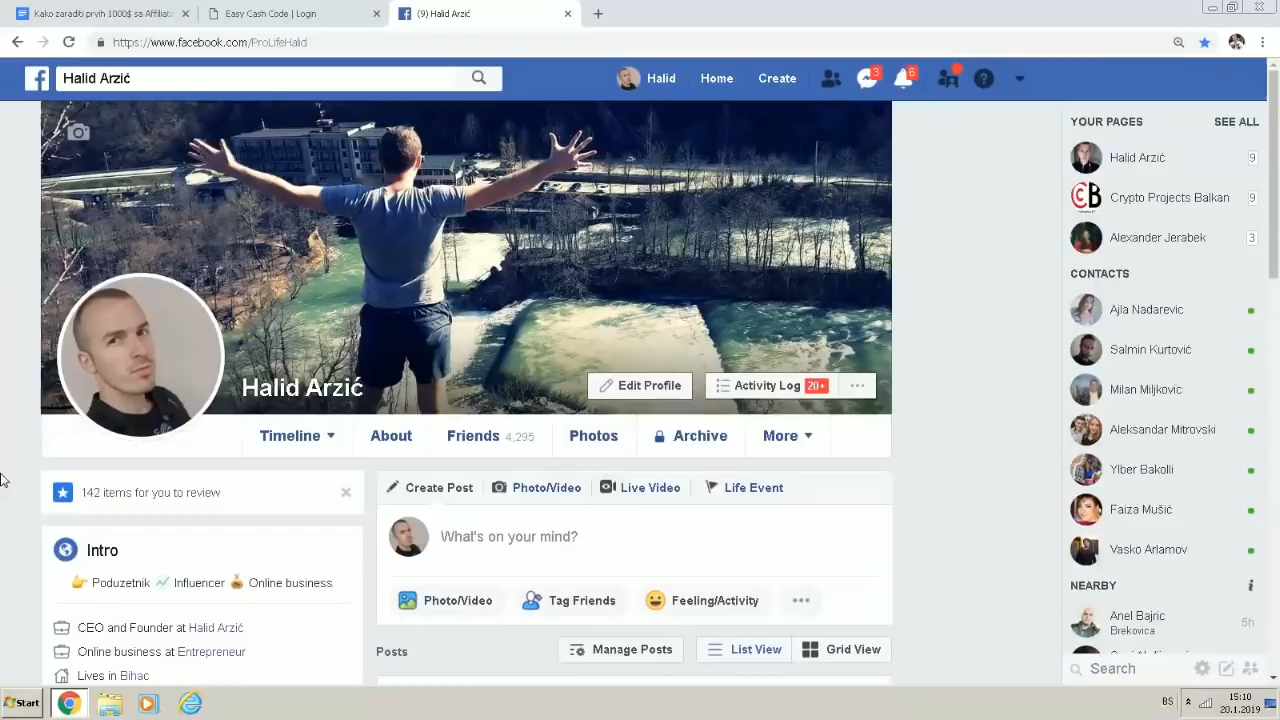 Kako zaraditi prvih 1000$ sa Affiliate
Easy Cash Code | Login
(9) Halid Arzić
https://www.facebook.com/ProLifeHalid
Halid Arzić
Halid
Home
Create
3
6
YOUR PAGES
SEE ALL
Halid Arzić
9
Crypto Projects Balkan
9
Alexander Jerabek
3
CONTACTS
Ajla Nadarevic
Salmin Kurtović
Milan Miljković
Aleksandar Mitrovski
Ylber Bakolli
Faiza Mušić
Vasko Arlamov
NEARBY
Anel Bajric
Brekovica
5h
Search
Halid Arzić
Edit Profile
Activity Log 20+
Timeline
About
Friends 4,295
Photos
Archive
More
142 items for you to review
Intro
Poduzetnik Influencer Online business
CEO and Founder at Halid Arzić
Online business at Entrepreneur
Lives in Bihac
Create Post
Photo/Video
Live Video
Life Event
What's on your mind?
Photo/Video
Tag Friends
Feeling/Activity
Posts
Manage Posts
List View
Grid View
Start
BS
15:10
20.1.2019